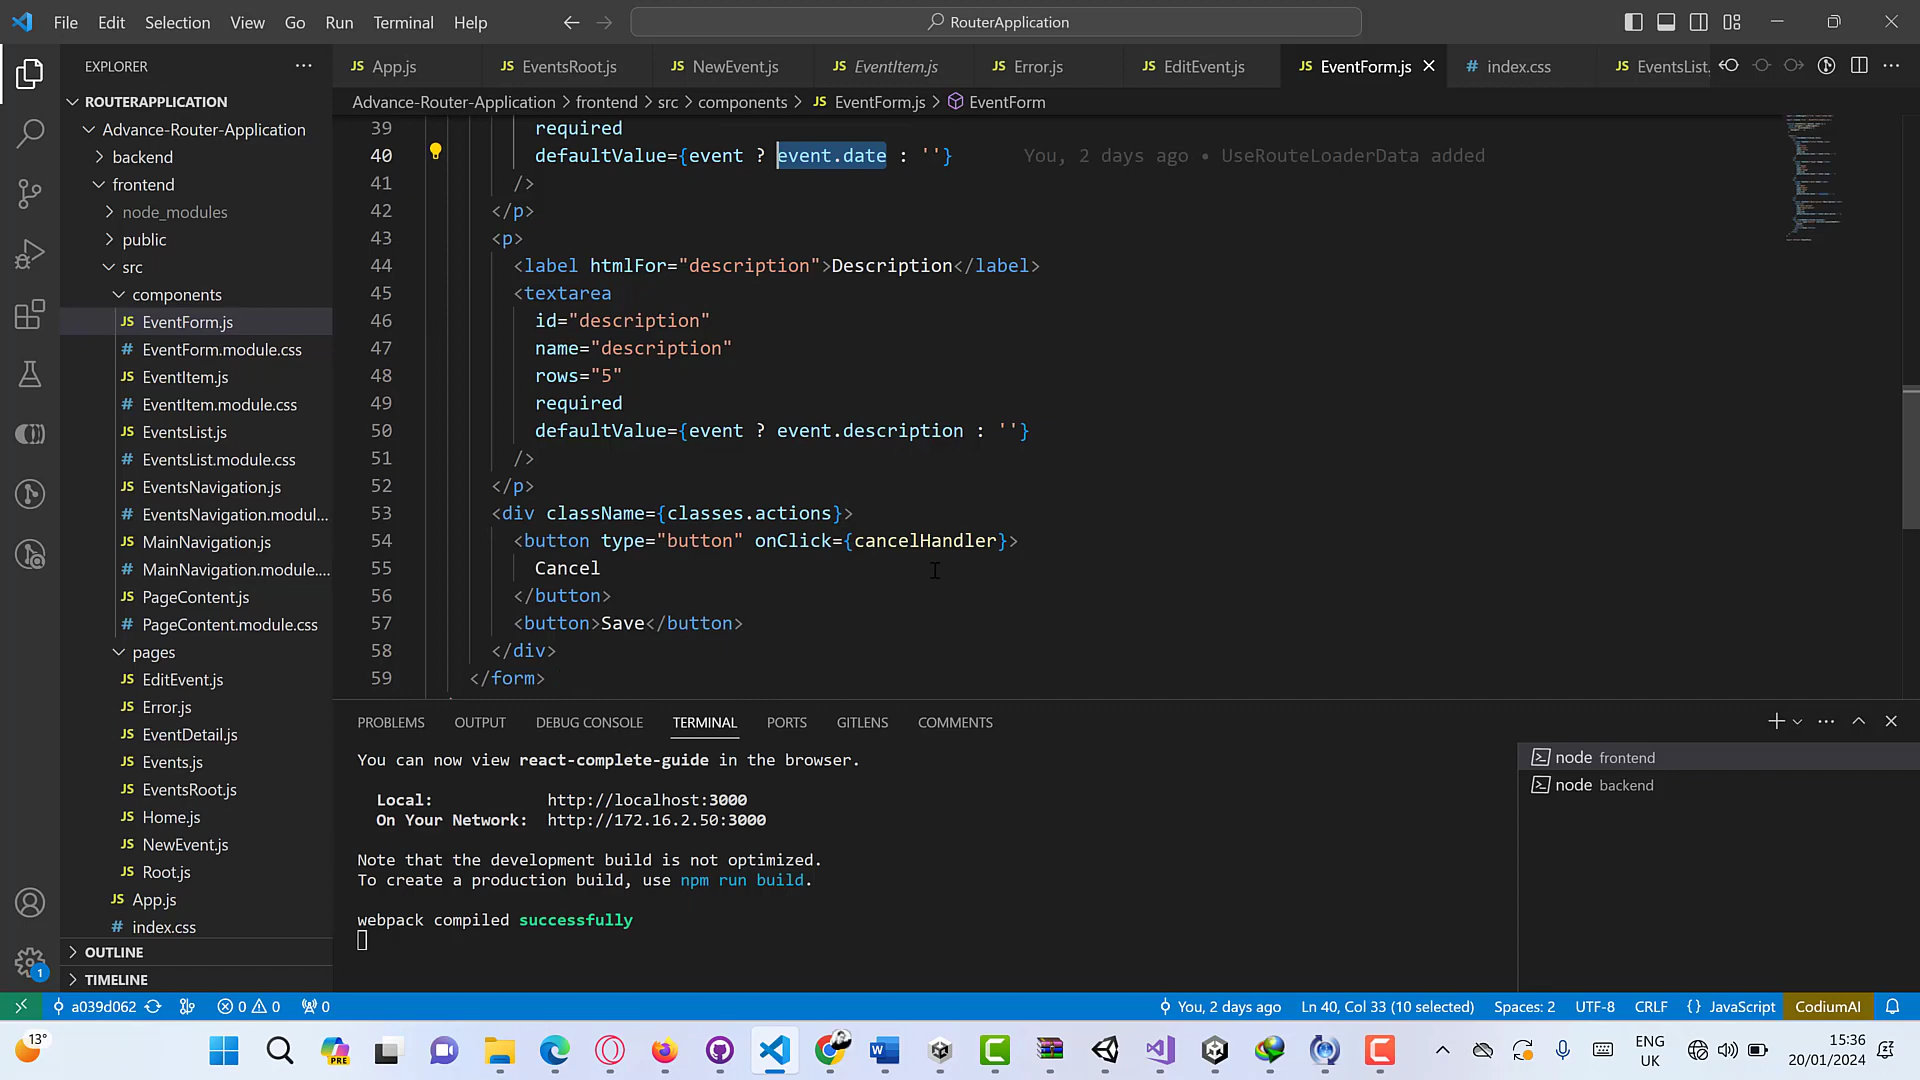 File Edit Selection View Go Run Terminal Help
RouterApplication
EXPLORER
App.js
EventsRoot.js
NewEvent.js
EventItem.js
Error.js
EditEvent.js
EventForm.js
index.css
EventsList.
Advance-Router-Application > frontend > src > components > JS EventForm.js > EventForm
ROUTERAPPLICATION
Advance-Router-Application
backend
frontend
node_modules
public
src
components
JS EventForm.js
# EventForm.module.css
JS EventItem.js
# EventItem.module.css
JS EventsList.js
# EventsList.module.css
JS EventsNavigation.js
# EventsNavigation.modul...
JS MainNavigation.js
# MainNavigation.module....
JS PageContent.js
# PageContent.module.css
pages
JS EditEvent.js
JS Error.js
JS EventDetail.js
JS Events.js
JS EventsRoot.js
JS Home.js
JS NewEvent.js
JS Root.js
JS App.js
# index.css
OUTLINE
TIMELINE
39 required
40 defaultValue={event ? event.date : ''} You, 2 days ago • UseRouteLoaderData added
41 />
42 </p>
43 <p>
44 <label htmlFor="description">Description</label>
45 <textarea
46 id="description"
47 name="description"
48 rows="5"
49 required
50 defaultValue={event ? event.description : ''}
51 />
52 </p>
53 <div className={classes.actions}>
54 <button type="button" onClick={cancelHandler}>
55 Cancel
56 </button>
57 <button>Save</button>
58 </div>
59 </form>
PROBLEMS OUTPUT DEBUG CONSOLE TERMINAL PORTS GITLENS COMMENTS
You can now view react-complete-guide in the browser.
Local: http://localhost:3000
On Your Network: http://172.16.2.50:3000
Note that the development build is not optimized.
To create a production build, use npm run build.
webpack compiled successfully
node frontend
node backend
1
a039d062 0 0 0 You, 2 days ago Ln 40, Col 33 (10 selected) Spaces: 2 UTF-8 CRLF {} JavaScript CodiumAI
13°
PRE
ENG
UK
15:36
20/01/2024